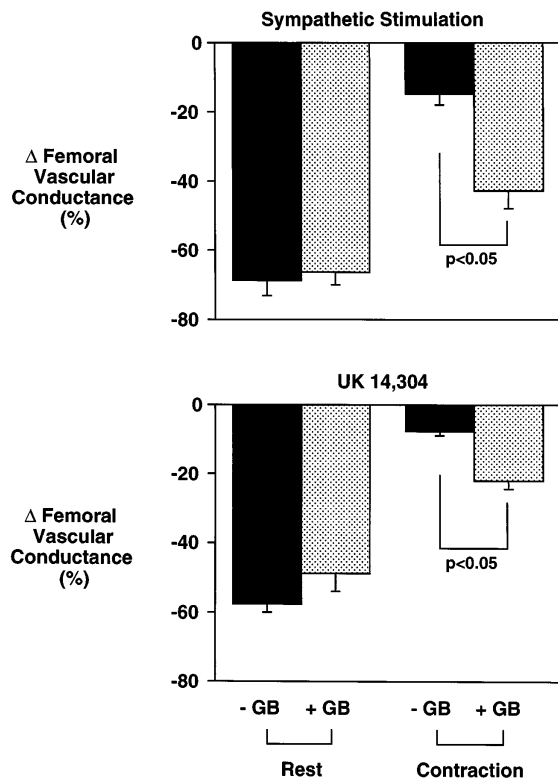 Sympathetic Stimulation
0
-20
-40
-60
-80
Δ Femoral
Vascular
Conductance
(%)
p<0.05
UK 14,304
0
-20
-40
-60
-80
Δ Femoral
Vascular
Conductance
(%)
p<0.05
- GB + GB - GB + GB
Rest Contraction